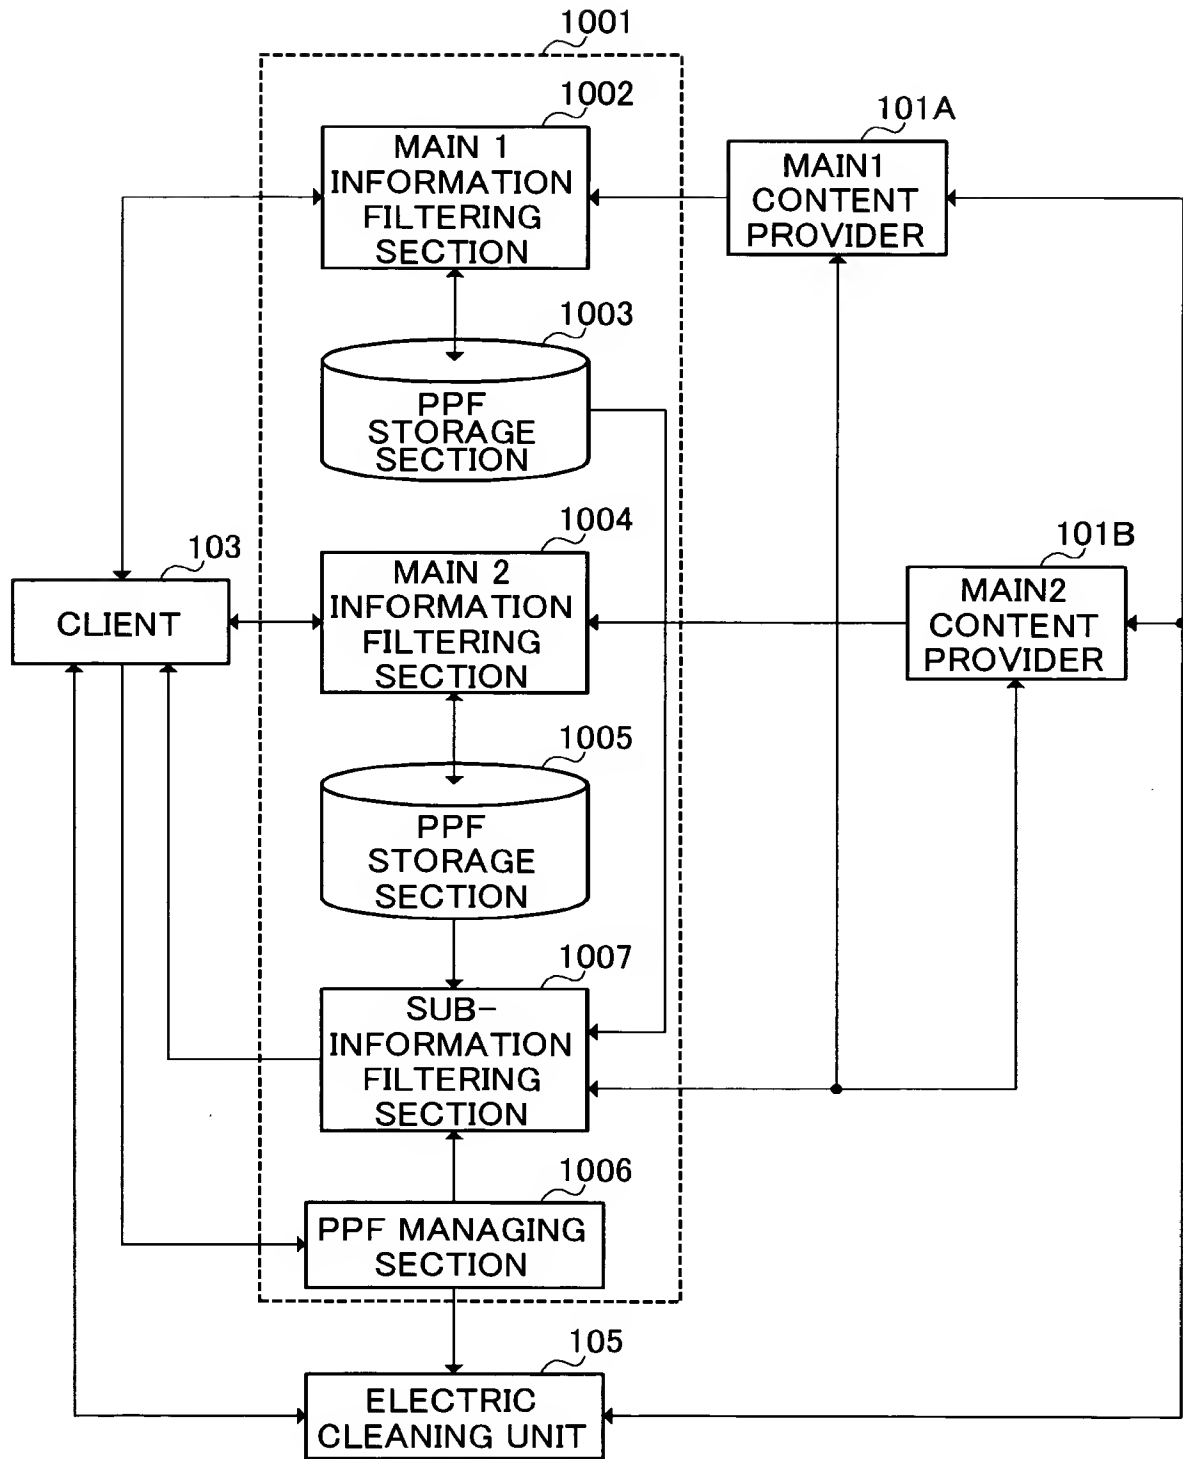 1001
1002
MAIN 1
INFORMATION
FILTERING
SECTION
101A
MAIN1
CONTENT
PROVIDER
1003
PPF
STORAGE
SECTION
1004
MAIN 2
INFORMATION
FILTERING
SECTION
103
CLIENT
101B
MAIN2
CONTENT
PROVIDER
1005
PPF
STORAGE
SECTION
1007
SUB-
INFORMATION
FILTERING
SECTION
1006
PPF MANAGING
SECTION
105
ELECTRIC
CLEANING UNIT